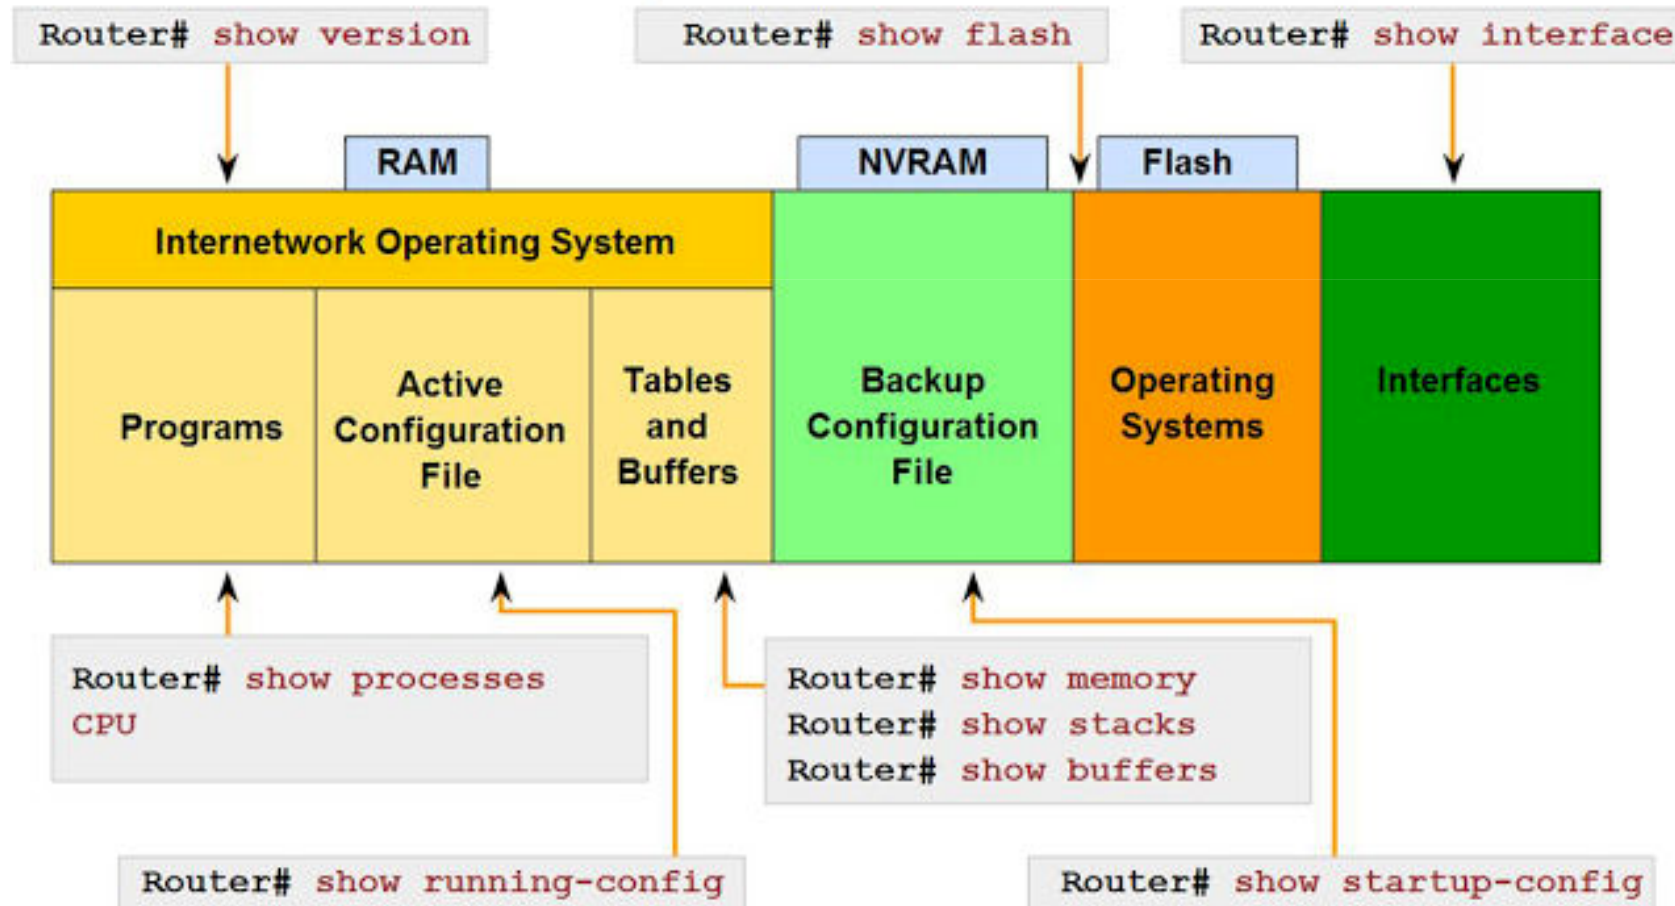 Router# show version
Router# show flash
Router# show interface
RAM
NVRAM
Flash
Internetwork Operating System
Programs
Active
Configuration
File
Tables
and
Buffers
Backup
Configuration
File
Operating
Systems
Interfaces
Router# show processes
CPU
Router# show memory
Router# show stacks
Router# show buffers
Router# show running-config
Router# show startup-config